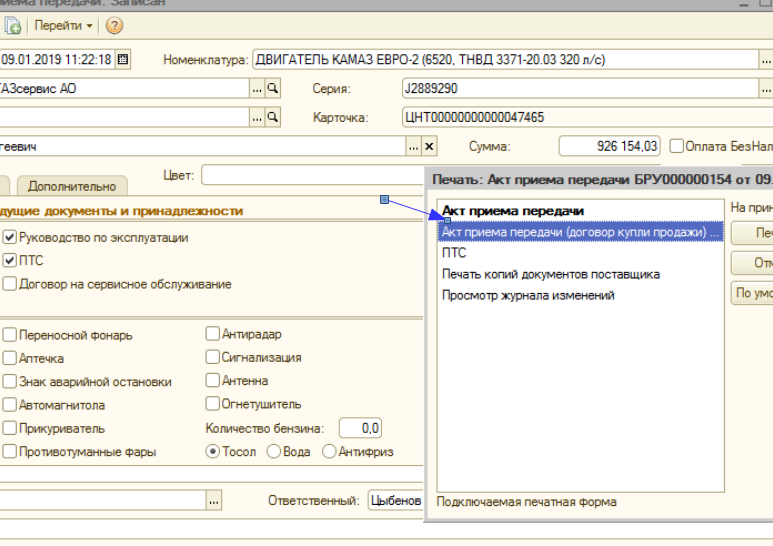 приема передачи: Записан
Перейти
09.01.2019 11:22:18
Номенклатура: ДВИГАТЕЛЬ КАМАЗ ЕВРО-2 (6520, ТНВД 3371-20.03 320 л/с)
ГАЗсервис АО
Серия: J2889290
Карточка: ЦНТ00000000000047465
геевич
Сумма: 926 154,03 Оплата БезНал
Дополнительно
Цвет:
Печать: Акт приема передачи БРУ000000154 от 09.
дущие документы и принадлежности
Акт приема передачи
На прин
Руководство по эксплуатации
Акт приема передачи (договор купли продажи) ...
Пе
ПТС
ПТС
Отм
Договор на сервисное обслуживание
Печать копий документов поставщика
По умо
Просмотр журнала изменений
Переносной фонарь
Антирадар
Аптечка
Сигнализация
Знак аварийной остановки
Антенна
Автомагнитола
Огнетушитель
Прикуриватель
Количество бензина: 0,0
Противотуманные фары
Тосол Вода Антифриз
Ответственный: Цыбенов
Подключаемая печатная форма